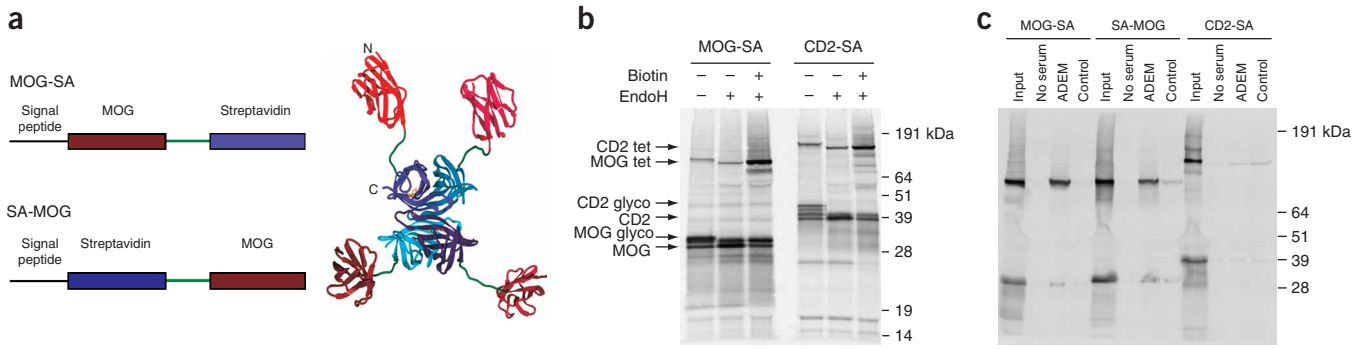 a
MOG-SA
Signal peptide
MOG
Streptavidin
SA-MOG
Signal peptide
Streptavidin
MOG
N
C
b
MOG-SA
CD2-SA
Biotin
– – + – – +
EndoH
– + + – + +
CD2 tet
MOG tet
CD2 glyco
CD2
MOG glyco
MOG
191 kDa
64
51
39
28
19
14
c
MOG-SA
SA-MOG
CD2-SA
Input
No serum
ADEM
Control
Input
No serum
ADEM
Control
Input
No serum
ADEM
Control
191 kDa
64
51
39
28